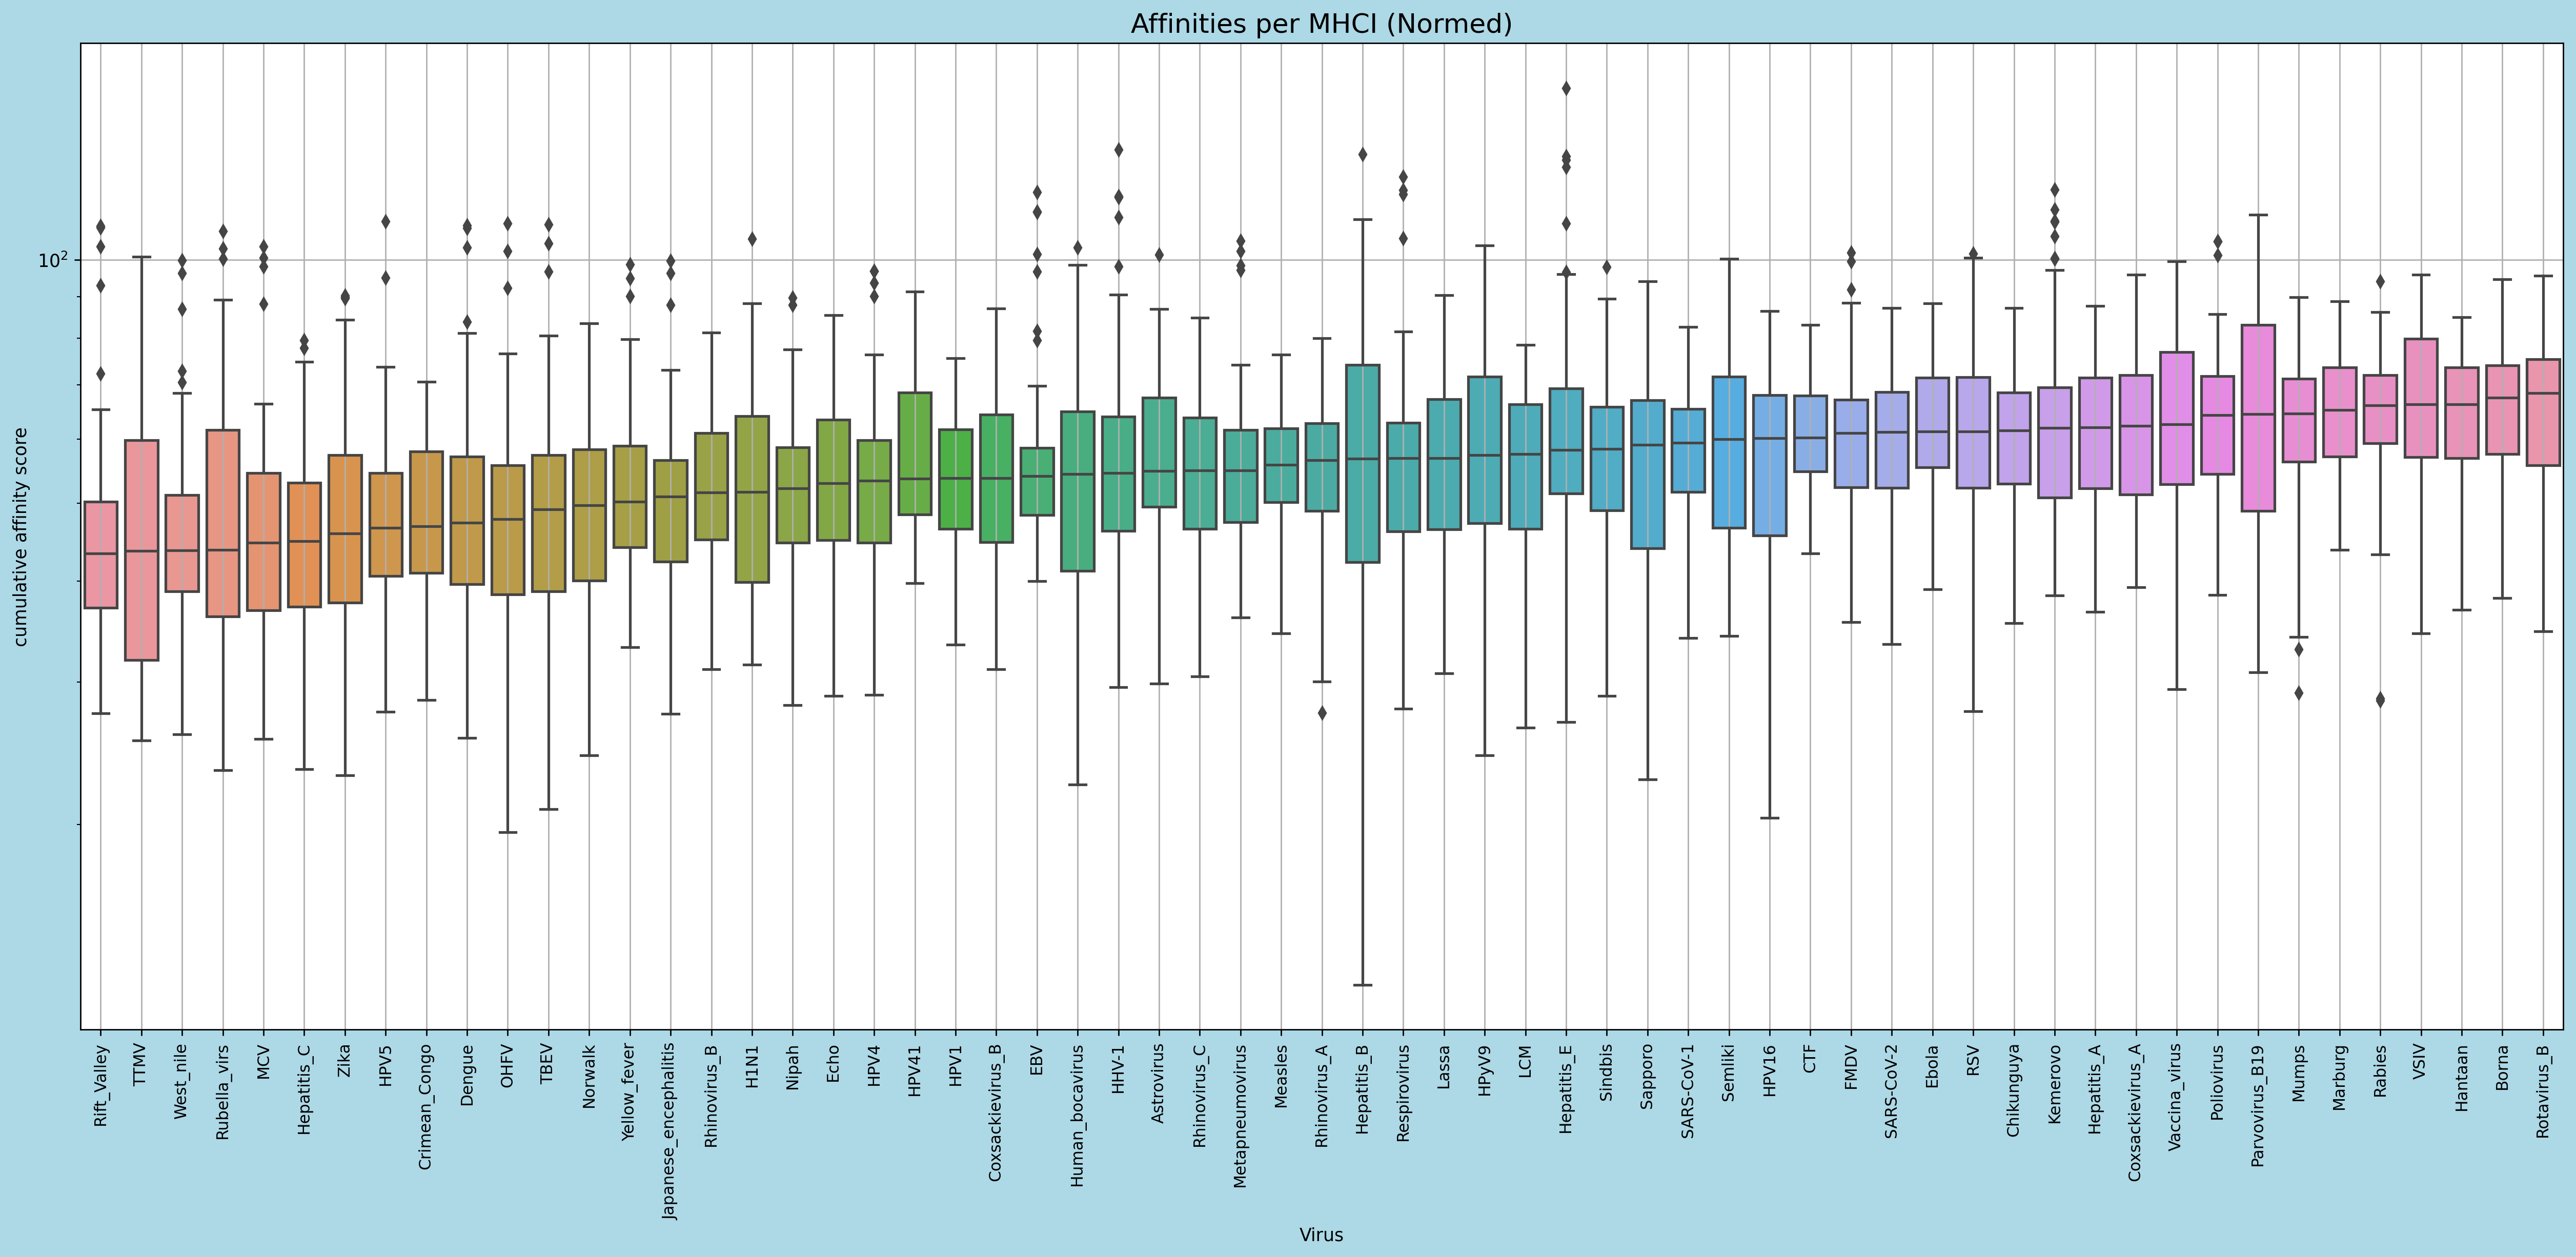 Affinities per MHCI (Normed)
cumulative affinity score
10²
Rift_Valley
TTMV
West_nile
Rubella_virs
MCV
Hepatitis_C
Zika
HPV5
Crimean_Congo
Dengue
OHFV
TBEV
Norwalk
Yellow_fever
Japanese_encephalitis
Rhinovirus_B
H1N1
Nipah
Echo
HPV4
HPV41
HPV1
Coxsackievirus_B
EBV
Human_bocavirus
HHV-1
Astrovirus
Rhinovirus_C
Metapneumovirus
Measles
Rhinovirus_A
Hepatitis_B
Respirovirus
Lassa
HPyV9
LCM
Hepatitis_E
Sindbis
Sapporo
SARS-CoV-1
Semliki
HPV16
CTF
FMDV
SARS-CoV-2
Ebola
RSV
Chikungunya
Kemerovo
Hepatitis_A
Coxsackievirus_A
Vaccina_virus
Poliovirus
Parvovirus_B19
Mumps
Marburg
Rabies
VSIV
Hantaan
Borna
Rotavirus_B
Virus